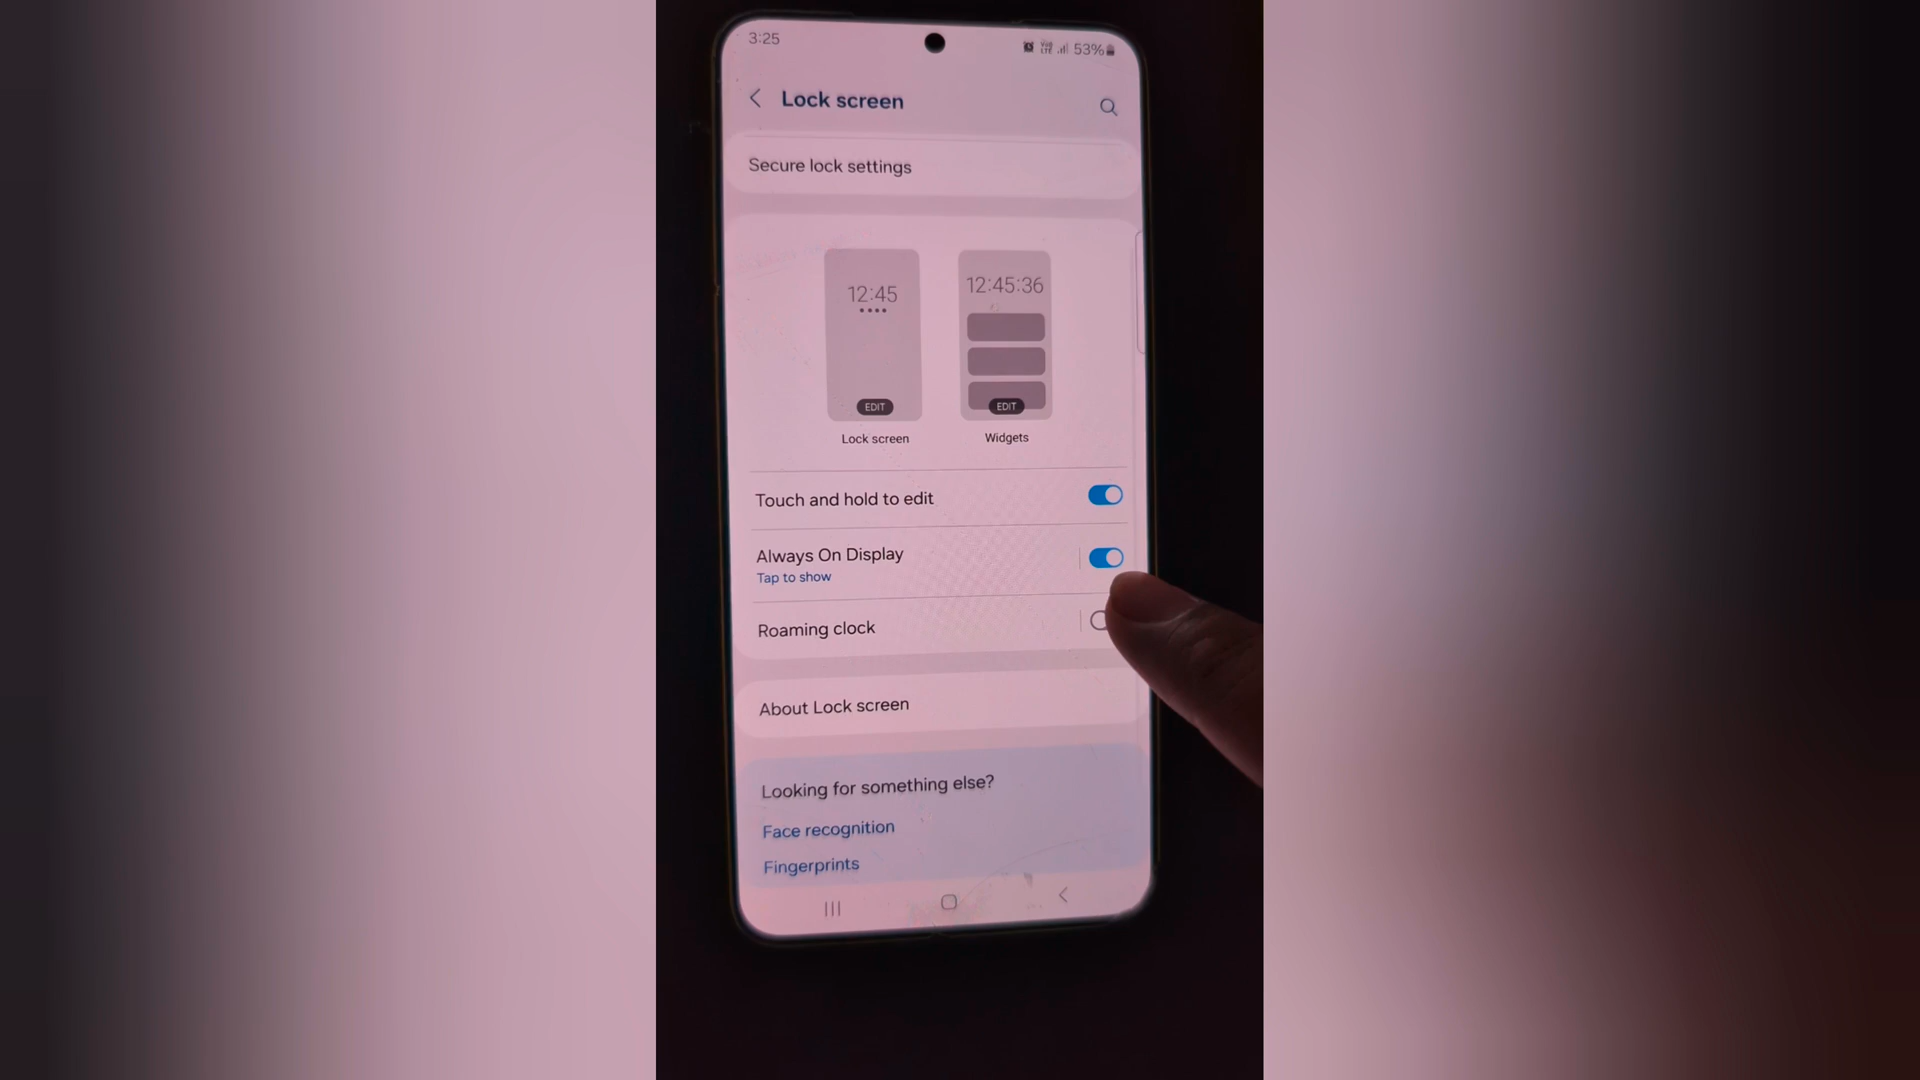 3:25
53%
Lock screen
Secure lock settings
12:45
12:45:36
EDIT
EDIT
Lock screen
Widgets
Touch and hold to edit
Always On Display
Tap to show
Roaming clock
About Lock screen
Looking for something else?
Face recognition
Fingerprints